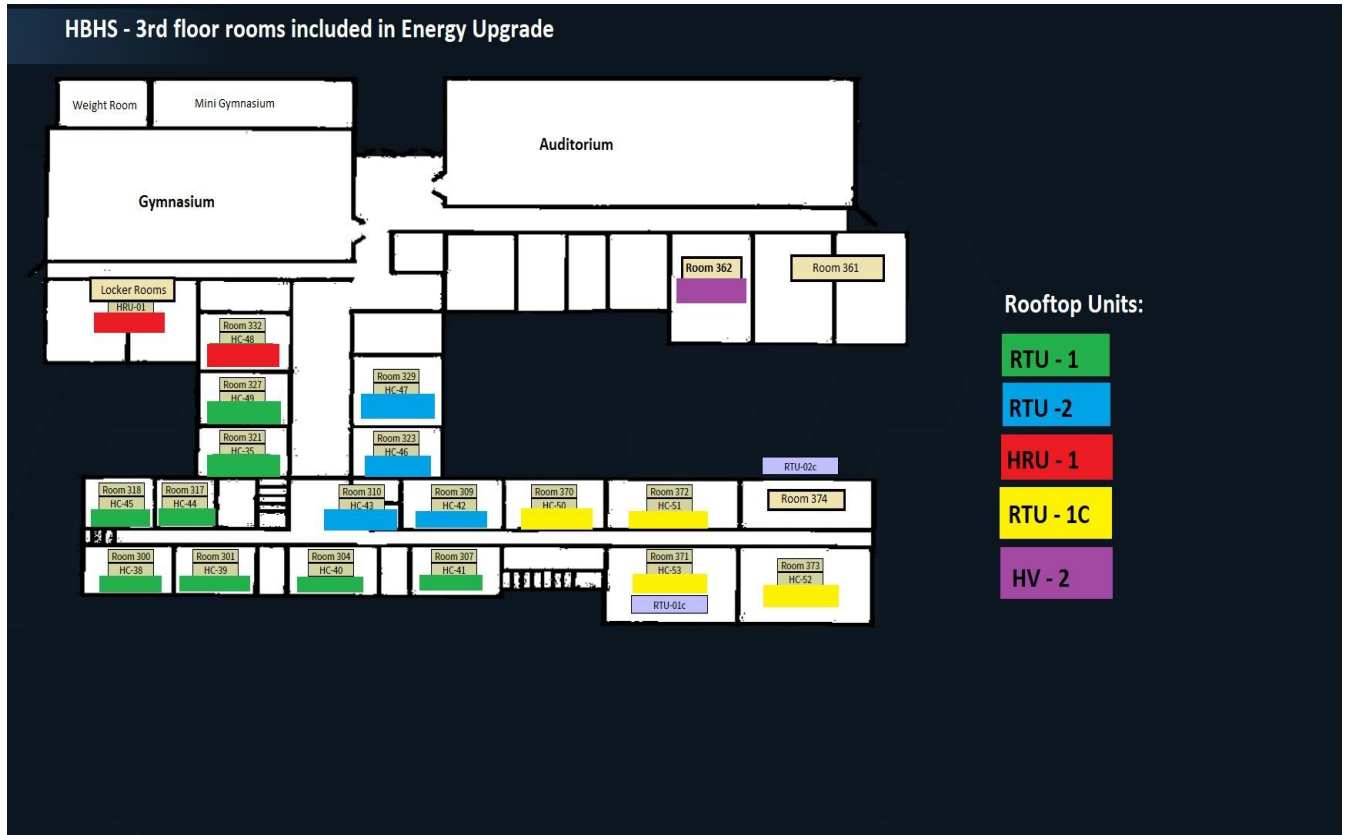 HBHS - 3rd floor rooms included in Energy Upgrade
Weight Room
Mini Gymnasium
Auditorium
Gymnasium
Locker Rooms
HRU-01
Room 362
Room 361
Rooftop Units:
RTU - 1
RTU -2
HRU - 1
RTU - 1C
HV - 2
Room 332
HC-48
Room 327
HC-49
Room 321
HC-35
Room 329
HC-47
Room 323
HC-46
RTU-02c
Room 318
HC-45
Room 317
HC-44
Room 310
HC-43
Room 309
HC-42
Room 370
HC-50
Room 372
HC-51
Room 374
Room 300
HC-38
Room 301
HC-39
Room 304
HC-40
Room 307
HC-41
Room 371
HC-53
RTU-01c
Room 373
HC-52